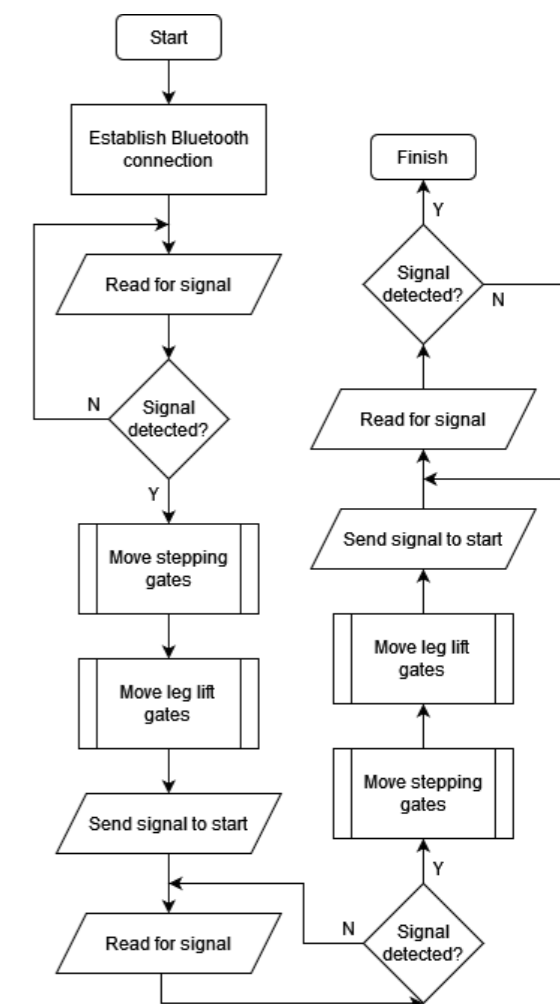 Start
Establish Bluetooth
connection
Read for signal
N
Signal
detected?
Y
Move stepping
gates
Move leg lift
gates
Send signal to start
Read for signal
N
Signal
detected?
Y
Move stepping
gates
Move leg lift
gates
Send signal to start
Read for signal
Signal
detected?
N
Y
Finish